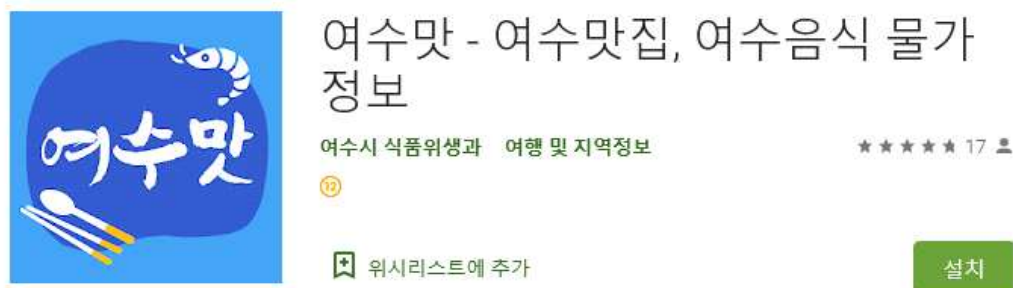 여수맛
여수맛 - 여수맛집, 여수음식 물가
정보
여수시 식품위생과 여행 및 지역정보
17
12
위시리스트에 추가
설치